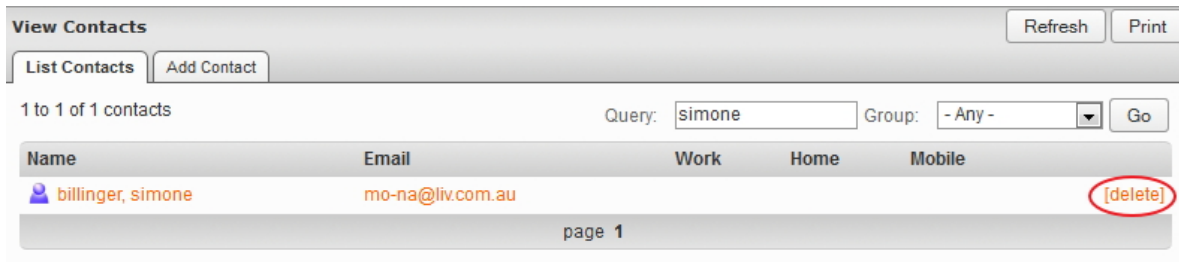 View Contacts Refresh Print
List Contacts Add Contact
1 to 1 of 1 contacts Query: simone Group: - Any - Go
Name Email Work Home Mobile
billinger, simone mo-na@liv.com.au [delete]
page 1